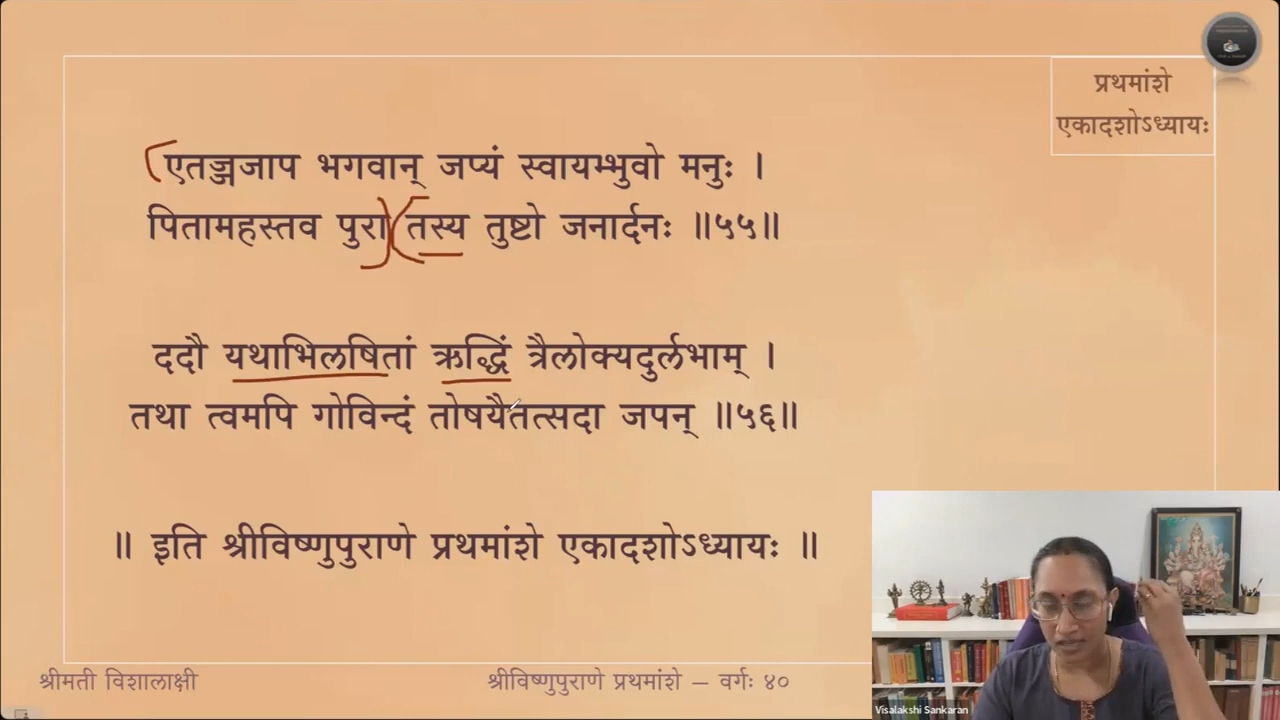 प्रथमांशे
एकादशोऽध्यायः
एतज्जजाप भगवान् जप्यं स्वायम्भुवो मनुः ।
पितामहस्तव पुरा तस्य तुष्टो जनार्दनः ॥५५॥
ददौ यथाभिलषितां ऋद्धिं त्रैलोक्यदुर्लभाम् ।
तथा त्वमपि गोविन्दं तोषयैतत्सदा जपन् ॥५६॥
॥ इति श्रीविष्णुपुराणे प्रथमांशे एकादशोऽध्यायः ॥
श्रीमती विशालाक्षी
श्रीविष्णुपुराणे प्रथमांशे – वर्गः ४०
Visalakshi Sankaran